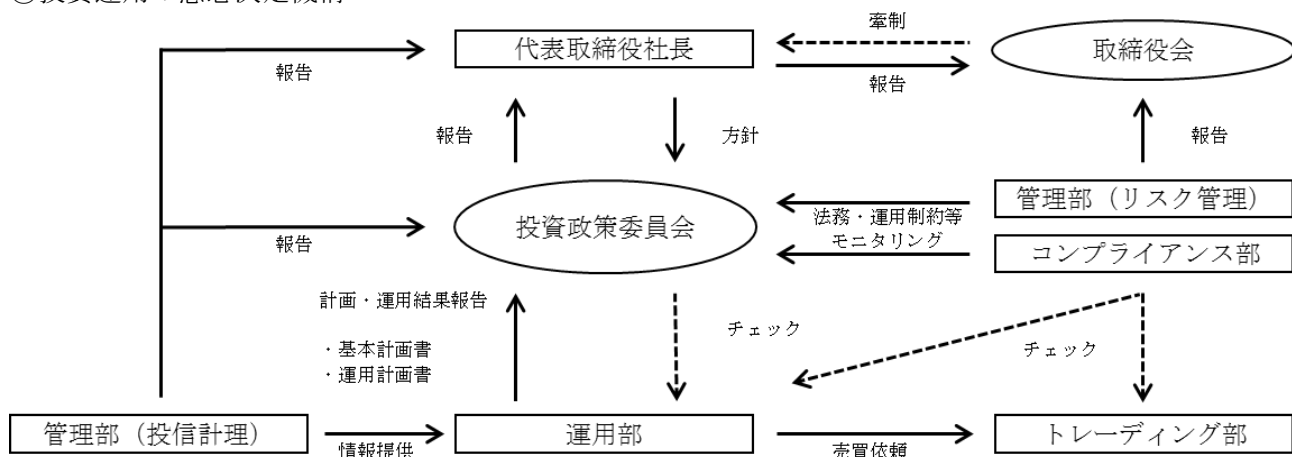 ①投資運用の意思決定機構
牽制
代表取締役社長
取締役会
報告
報告
報告
方針
報告
管理部（リスク管理）
投資政策委員会
法務・運用制約等
モニタリング
報告
コンプライアンス部
計画・運用結果報告
チェック
チェック
・基本計画書
・運用計画書
管理部（投信計理）
運用部
トレーディング部
情報提供
売買依頼